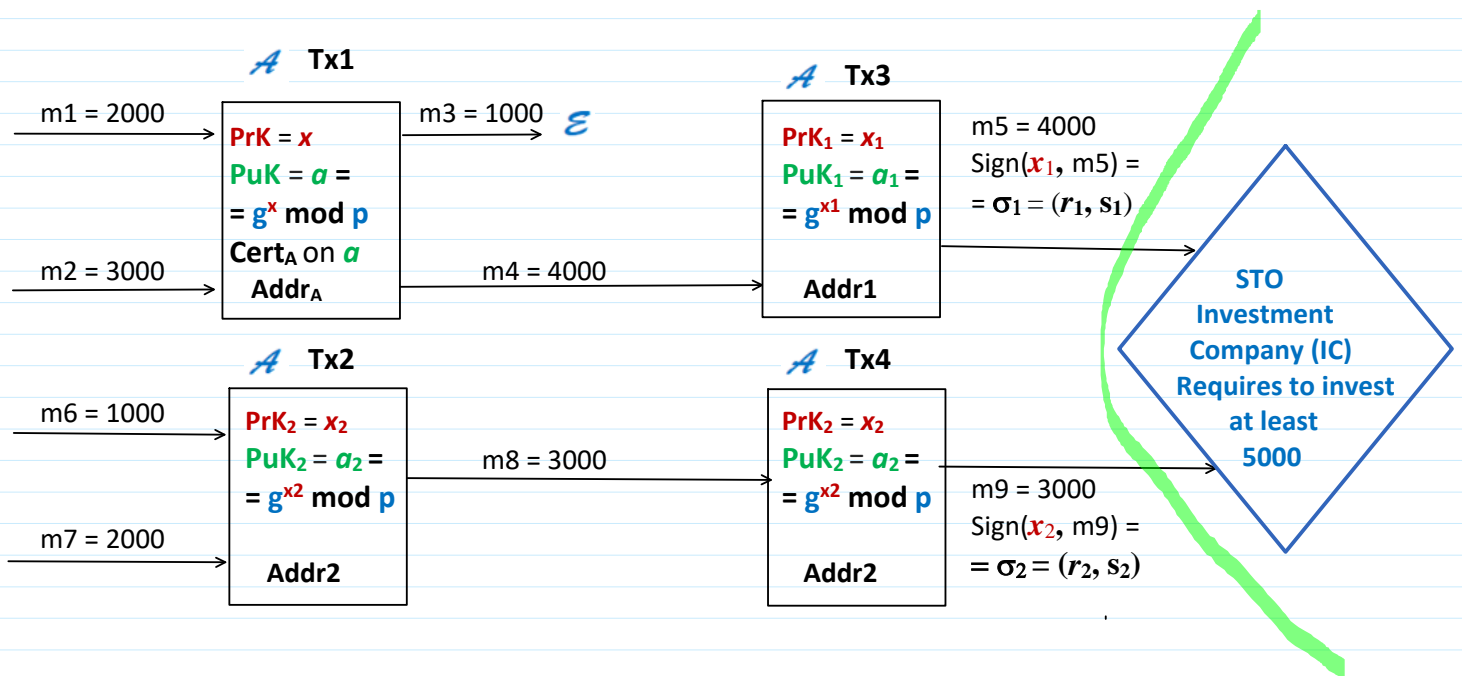 𝒜 Tx1
m1 = 2000
m3 = 1000 ℰ
PrK = x
PuK = a =
= gˣ mod p
Cert_A on a
m2 = 3000
Addr_A
m4 = 4000
𝒜 Tx3
PrK₁ = x₁
PuK₁ = a₁ =
= g^x1 mod p
Addr1
m5 = 4000
Sign(x₁, m5) =
= σ₁ = (r₁, s₁)
𝒜 Tx2
m6 = 1000
PrK₂ = x₂
PuK₂ = a₂ =
= g^x2 mod p
m7 = 2000
Addr2
m8 = 3000
𝒜 Tx4
PrK₂ = x₂
PuK₂ = a₂ =
= g^x2 mod p
Addr2
m9 = 3000
Sign(x₂, m9) =
= σ₂ = (r₂, s₂)
STO
Investment
Company (IC)
Requires to invest
at least
5000